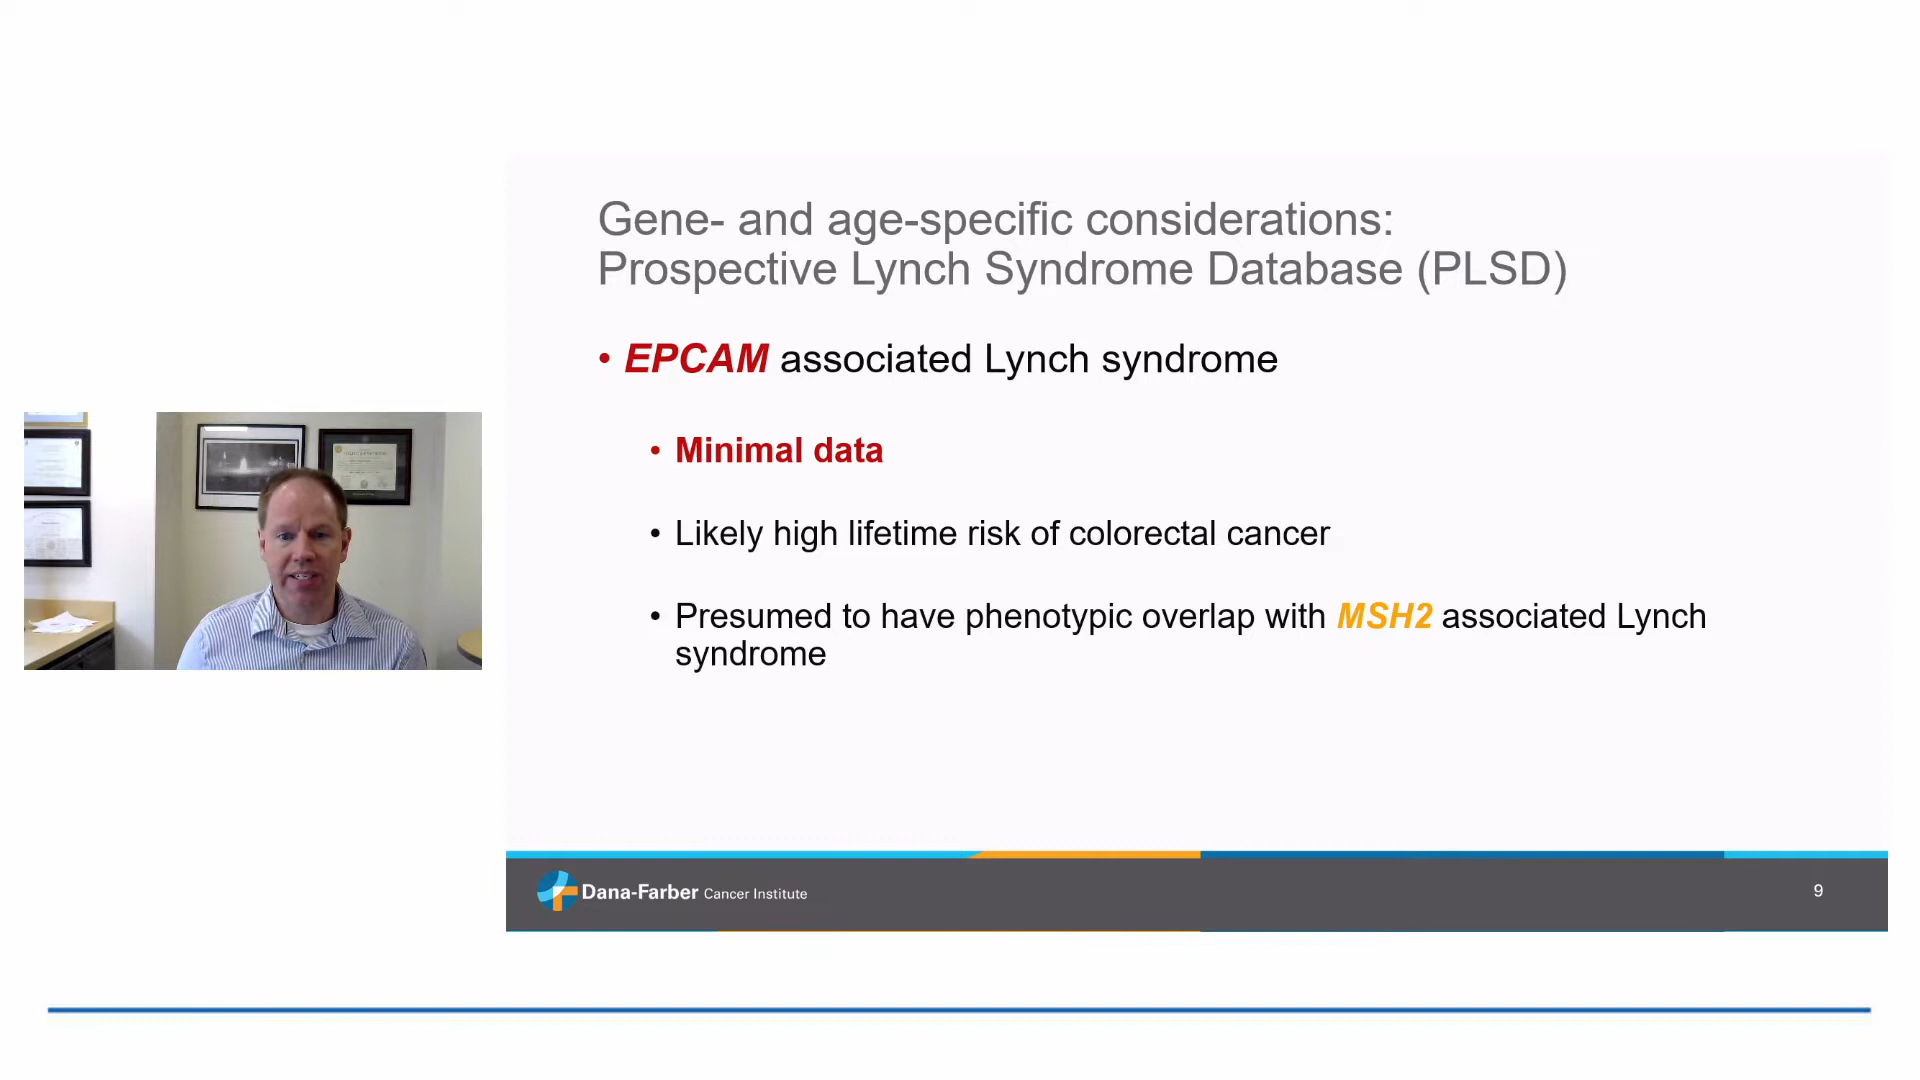 Gene- and age-specific considerations:
Prospective Lynch Syndrome Database (PLSD)
• EPCAM associated Lynch syndrome
• Minimal data
• Likely high lifetime risk of colorectal cancer
• Presumed to have phenotypic overlap with MSH2 associated Lynch
syndrome
Dana-Farber Cancer Institute
9